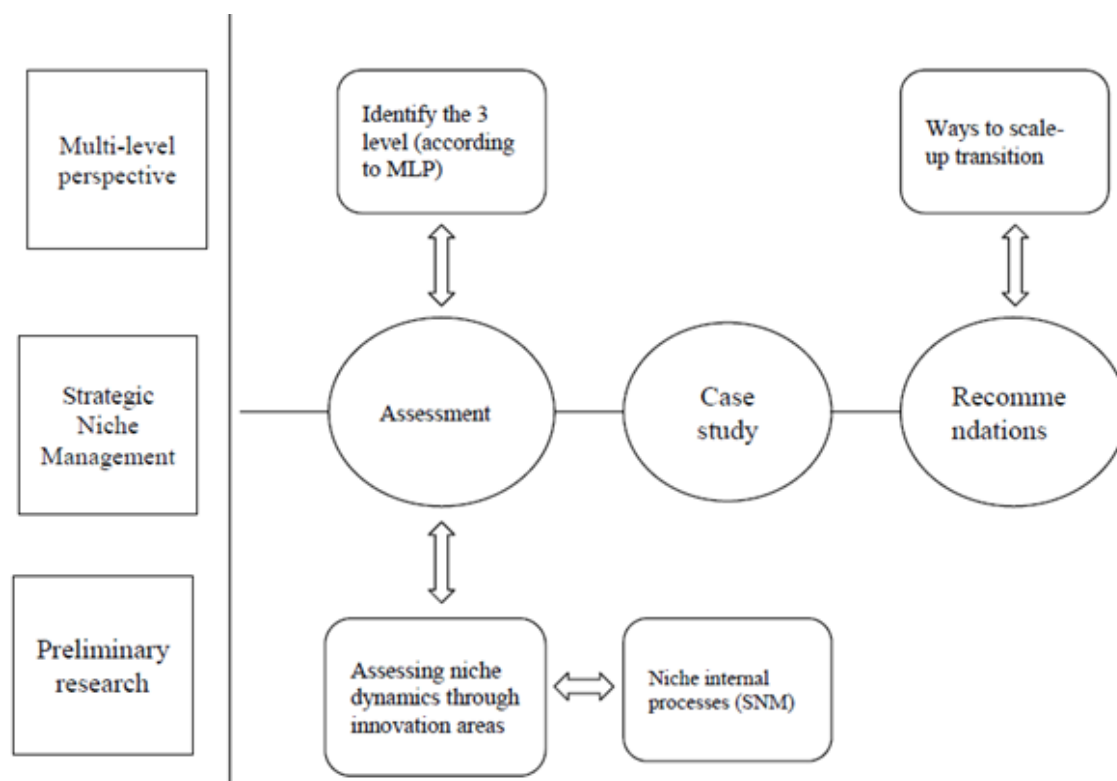 Multi-level
perspective
Identify the 3
level (according
to MLP)
Ways to scale-
up transition
Strategic
Niche
Management
Assessment
Case
study
Recomme
ndations
Preliminary
research
Assessing niche
dynamics through
innovation areas
Niche internal
processes (SNM)